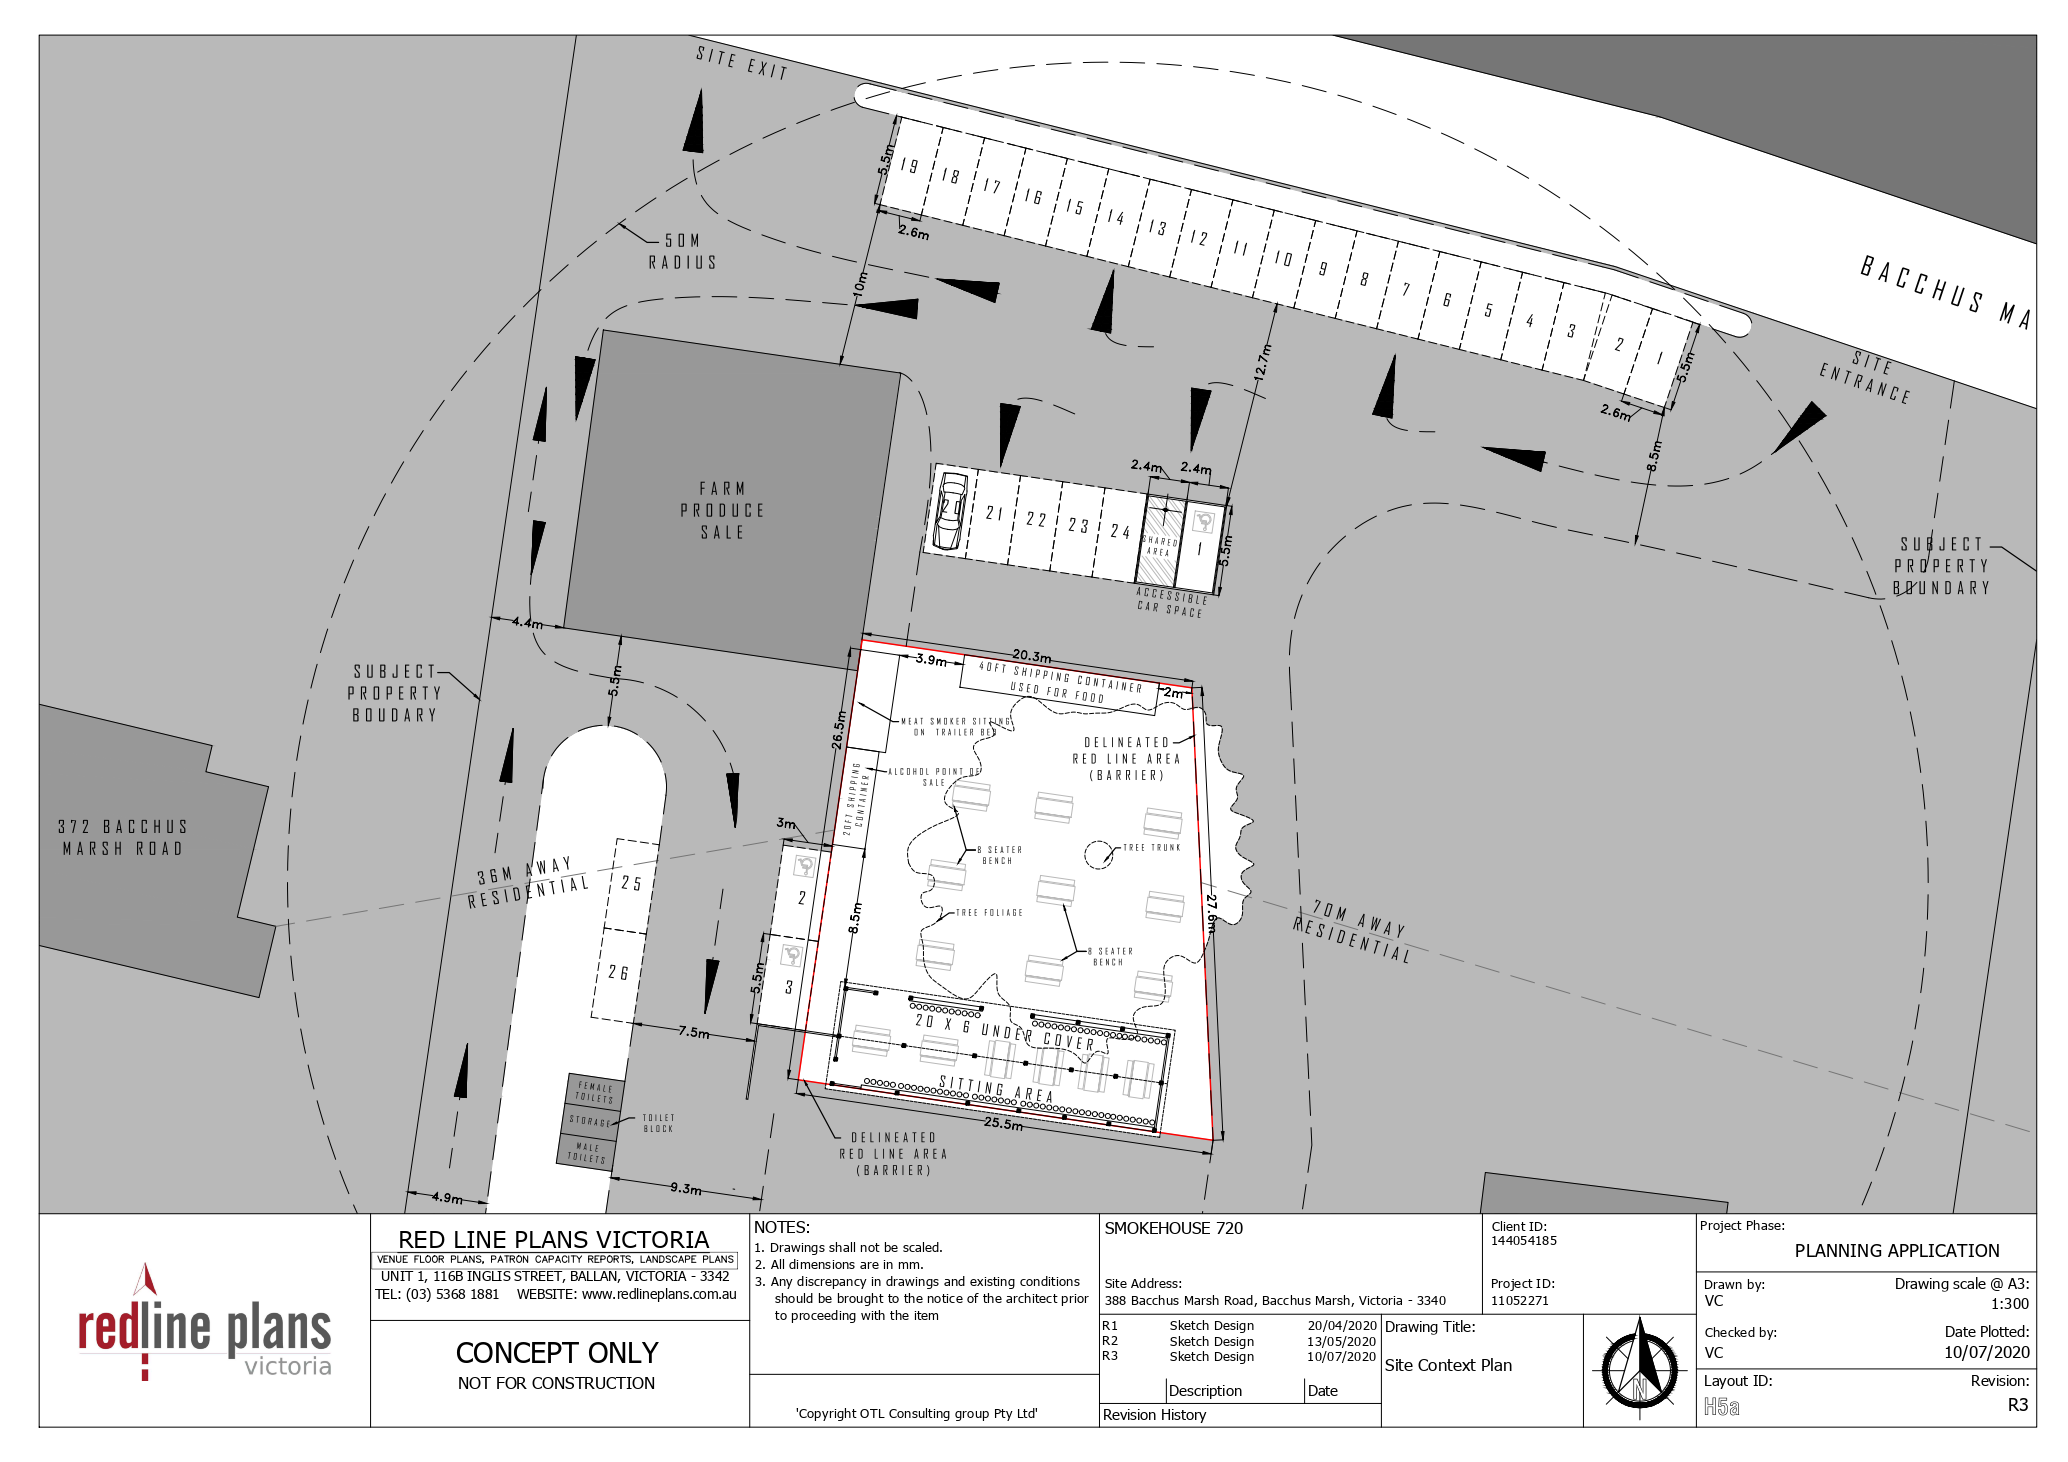 SITE EXIT
5.5m
19
18
17
16
15
14
13
12
11
10
9
8
7
6
5
4
3
2
1
2.6m
5.5m
2.6m
50M
RADIUS
10m
12.7m
8.5m
BACCHUS MA
SITE
ENTRANCE
FARM
PRODUCE
SALE
2.4m
2.4m
20
21
22
23
24
SHARED
AREA
1
5.5m
ACCESSIBLE
CAR SPACE
SUBJECT
PROPERTY
BOUNDARY
4.4m
5.5m
SUBJECT
PROPERTY
BOUDARY
20.3m
3.9m
40FT SHIPPING CONTAINER
USED FOR FOOD
2m
26.5m
MEAT SMOKER SITTING
ON TRAILER BED
DELINEATED
RED LINE AREA
(BARRIER)
ALCOHOL POINT OF
SALE
20FT SHIPPING
CONTAINER
372 BACCHUS
MARSH ROAD
36M AWAY
RESIDENTIAL
3m
8 SEATER
BENCH
TREE TRUNK
25
26
2
3
5.5m
8.5m
TREE FOLIAGE
27.6m
70M AWAY
RESIDENTIAL
8 SEATER
BENCH
7.5m
20 X 6 UNDER COVER
SITTING AREA
FEMALE
TOILETS
STORAGE
MALE
TOILETS
TOILET
BLOCK
25.5m
DELINEATED
RED LINE AREA
(BARRIER)
4.9m
9.3m
redline plans
victoria
RED LINE PLANS VICTORIA
VENUE FLOOR PLANS, PATRON CAPACITY REPORTS, LANDSCAPE PLANS
UNIT 1, 116B INGLIS STREET, BALLAN, VICTORIA - 3342
TEL: (03) 5368 1881 WEBSITE: www.redlineplans.com.au
CONCEPT ONLY
NOT FOR CONSTRUCTION
NOTES:
1. Drawings shall not be scaled.
2. All dimensions are in mm.
3. Any discrepancy in drawings and existing conditions
should be brought to the notice of the architect prior
to proceeding with the item
'Copyright OTL Consulting group Pty Ltd'
SMOKEHOUSE 720
Site Address:
388 Bacchus Marsh Road, Bacchus Marsh, Victoria - 3340
Client ID:
144054185
Project ID:
11052271
R1 Sketch Design 20/04/2020
R2 Sketch Design 13/05/2020
R3 Sketch Design 10/07/2020
Description Date
Revision History
Drawing Title:
Site Context Plan
N
Project Phase:
PLANNING APPLICATION
Drawn by:
VC
Drawing scale @ A3:
1:300
Checked by:
VC
Date Plotted:
10/07/2020
Layout ID:
H5a
Revision:
R3